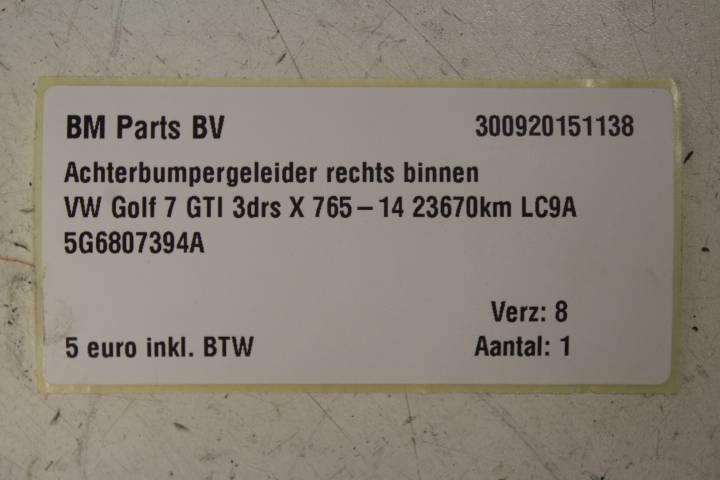 BM Parts BV 300920151138
Achterbumpergeleider rechts binnen
VW Golf 7 GTI 3drs X 765-14 23670km LC9A
5G6807394A
Verz: 8
5 euro inkl. BTW Aantal: 1